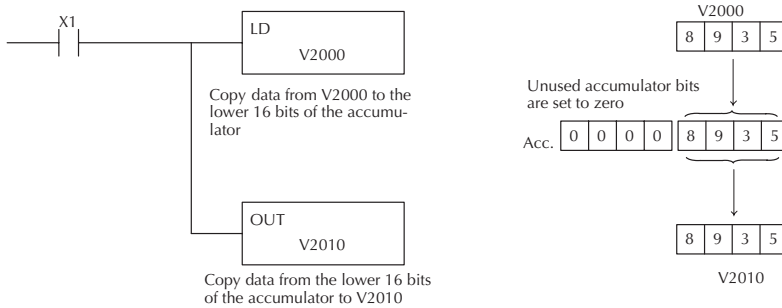 X1
LD
V2000
Copy data from V2000 to the
lower 16 bits of the accumu-
lator
OUT
V2010
Copy data from the lower 16 bits
of the accumulator to V2010
V2000
8 9 3 5
Unused accumulator bits
are set to zero
Acc. 0 0 0 0 8 9 3 5
8 9 3 5
V2010